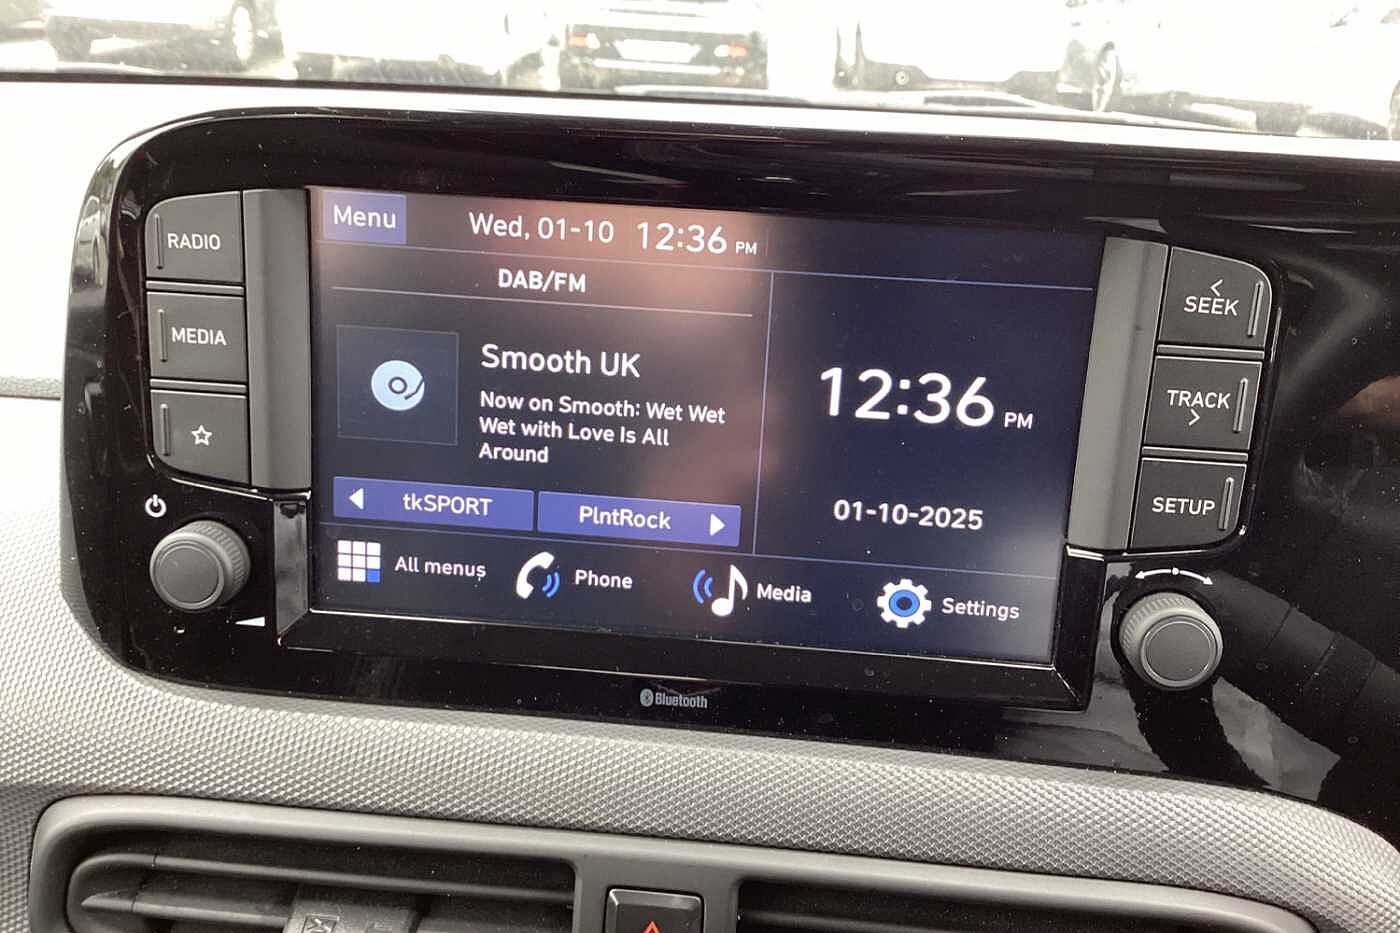 Menu
Wed, 01-10 12:36 PM
DAB/FM
Smooth UK
Now on Smooth: Wet Wet
Wet with Love Is All
Around
tkSPORT
PlntRock
12:36 PM
01-10-2025
All menus
Phone
Media
Settings
RADIO
MEDIA
SEEK
TRACK
SETUP
Bluetooth